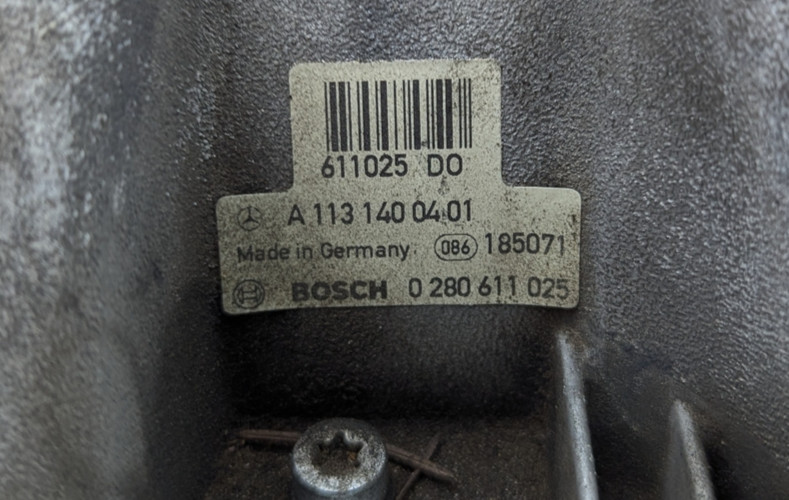 611025 DO
A 113 140 04 01
Made in Germany. 086 185071
BOSCH 0 280 611 025